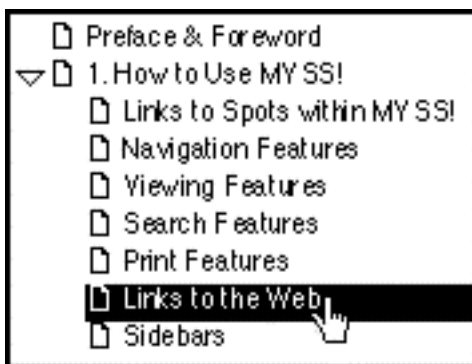 Preface & Foreword
1. How to Use MY SS!
Links to Spots within MY SS!
Navigation Features
Viewing Features
Search Features
Print Features
Links to the Web
Sidebars